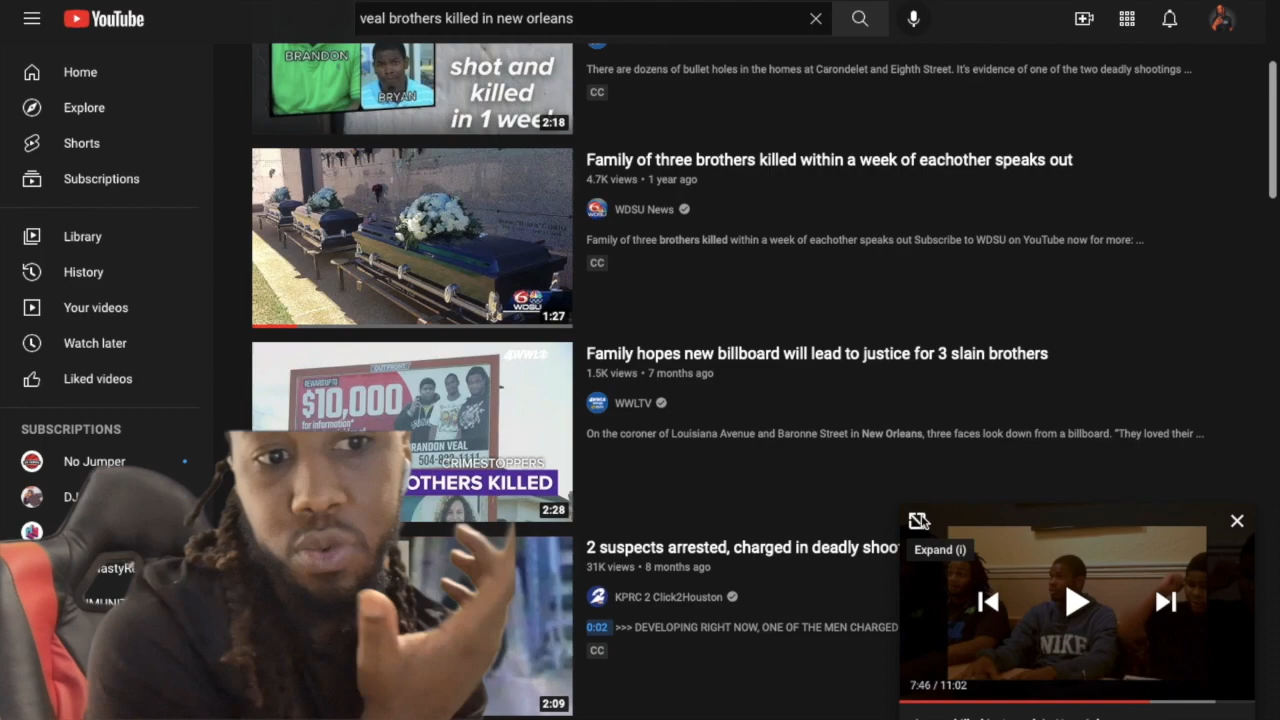 YouTube
veal brothers killed in new orleans
Home
Explore
Shorts
Subscriptions
Library
History
Your videos
Watch later
Liked videos
SUBSCRIPTIONS
No Jumper
DJ
BRANDON
BRYAN
shot and
killed
in 1 week
2:18
There are dozens of bullet holes in the homes at Carondelet and Eighth Street. It's evidence of one of the two deadly shootings ...
CC
Family of three brothers killed within a week of eachother speaks out
4.7K views • 1 year ago
WDSU News
Family of three brothers killed within a week of eachother speaks out Subscribe to WDSU on YouTube now for more: ...
CC
6 WDSU
1:27
Family hopes new billboard will lead to justice for 3 slain brothers
1.5K views • 7 months ago
WWLTV
On the coroner of Louisiana Avenue and Baronne Street in New Orleans, three faces look down from a billboard. "They loved their ...
4WWL
OUTFRONT
REWARD UP TO
$10,000
for information*
RANDON VEAL
504-822-1111
CRIMESTOPPERS
OTHERS KILLED
2:28
2 suspects arrested, charged in deadly shoo
31K views • 8 months ago
KPRC 2 Click2Houston
0:02 >>> DEVELOPING RIGHT NOW, ONE OF THE MEN CHARGED
CC
2:09
Expand (i)
NIKE
7:46 / 11:02